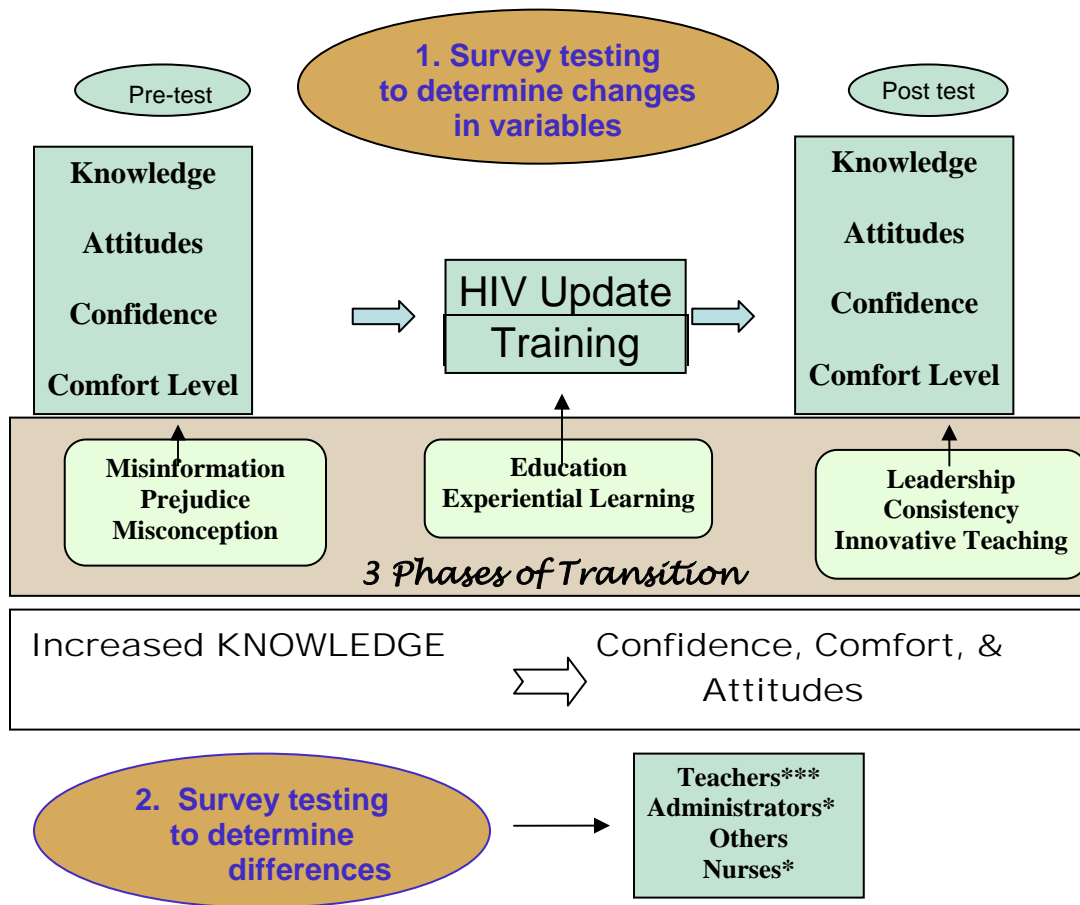 1. Survey testing
to determine changes
in variables
Pre-test
Post test
Knowledge
Attitudes
Confidence
Comfort Level
HIV Update
Training
Knowledge
Attitudes
Confidence
Comfort Level
Misinformation
Prejudice
Misconception
Education
Experiential Learning
Leadership
Consistency
Innovative Teaching
3 Phases of Transition
Increased KNOWLEDGE
Confidence, Comfort, &
Attitudes
2. Survey testing
to determine
differences
Teachers***
Administrators*
Others
Nurses*